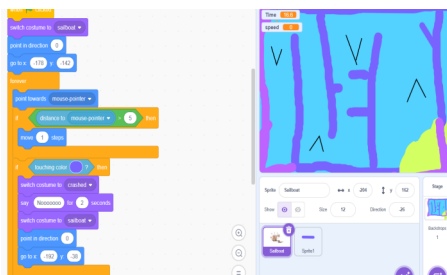 switch costume to sailboat
point in direction 0
go to x: -178 y: -142
forever
point towards mouse-pointer
if distance to mouse-pointer > 5 then
move 1 steps
if touching color ? then
switch costume to crashed
say Nooooooo for 2 seconds
switch costume to sailboat
point in direction 0
go to x: -192 y: -38
Time
speed
Sprite Sailboat x y 162
Show Size 12 Direction
Sailboat Sprite1
Stage
Backdrops
1